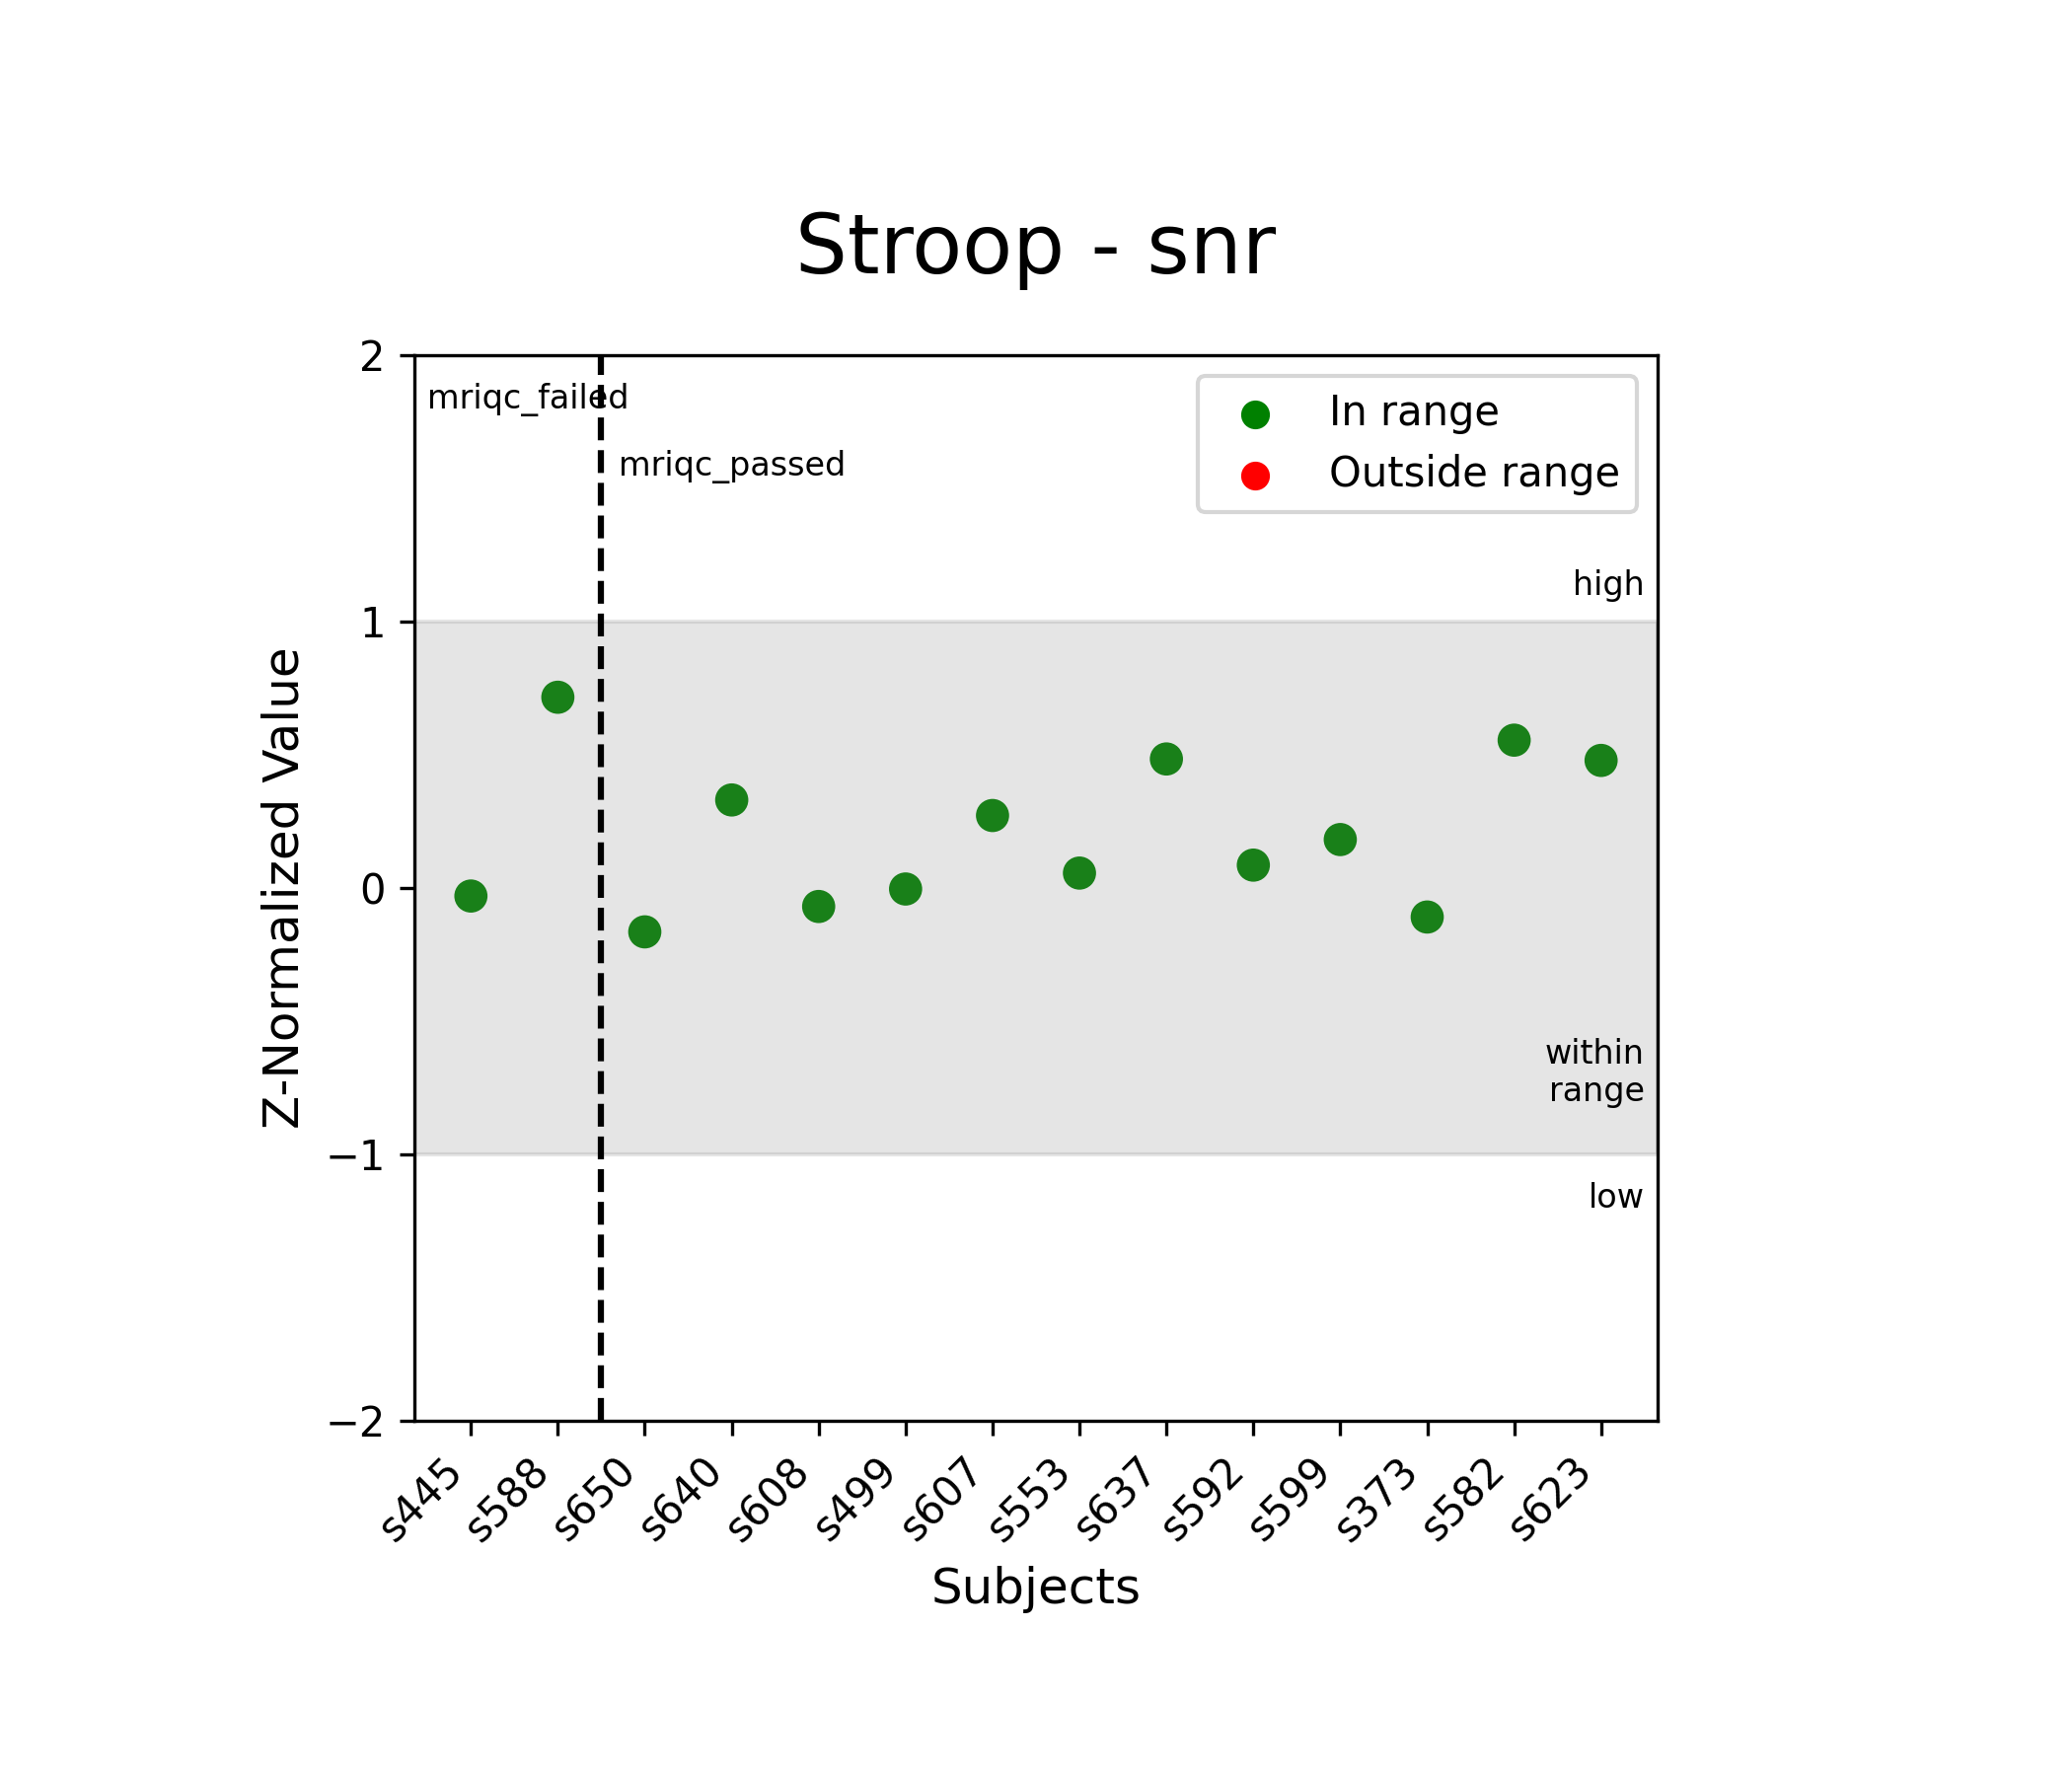 Stroop - snr
2
1
0
−1
−2
Z-Normalized Value
mriqc_failed
mriqc_passed
In range
Outside range
high
within
range
low
s445
s588
s650
s640
s608
s499
s607
s553
s637
s592
s599
s373
s582
s623
Subjects